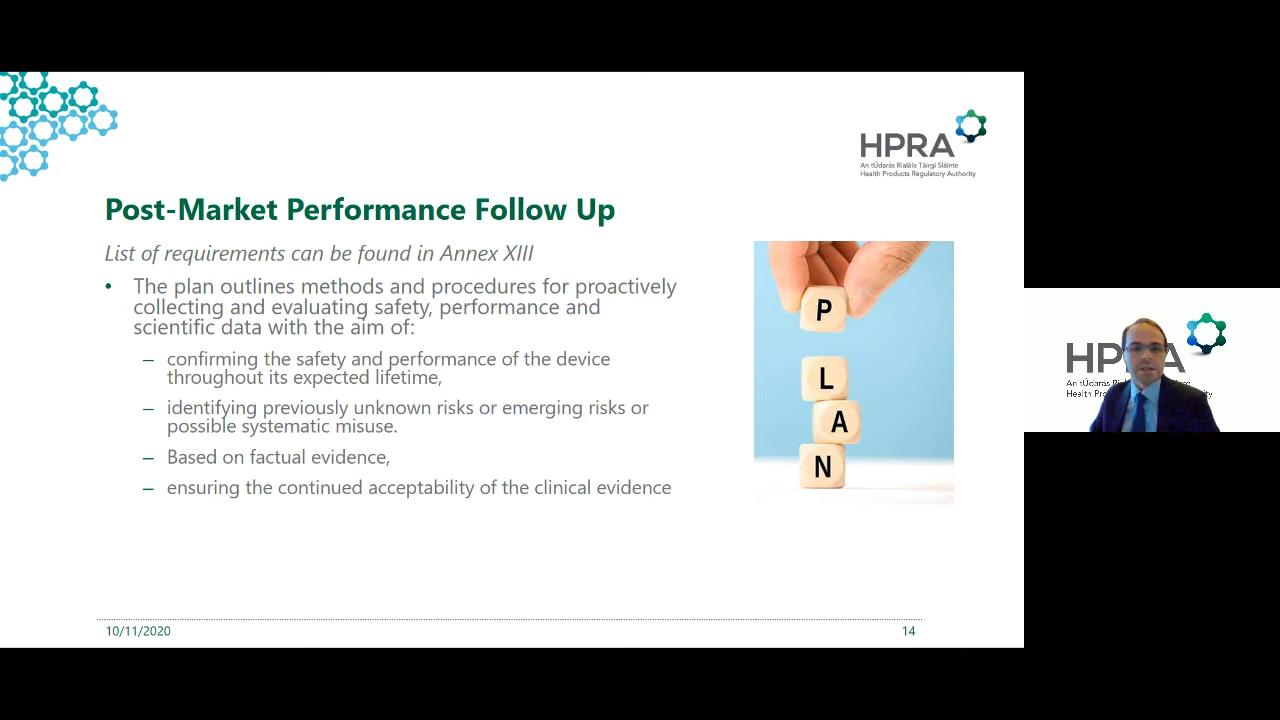 HPRA
An tÚdarás Rialála Táirgí Sláinte
Health Products Regulatory Authority
Post-Market Performance Follow Up
List of requirements can be found in Annex XIII
• The plan outlines methods and procedures for proactively
collecting and evaluating safety, performance and
scientific data with the aim of:
– confirming the safety and performance of the device
throughout its expected lifetime,
– identifying previously unknown risks or emerging risks or
possible systematic misuse.
– Based on factual evidence,
– ensuring the continued acceptability of the clinical evidence
P
L
A
N
10/11/2020
14
HP A
An tÚdarás
Health